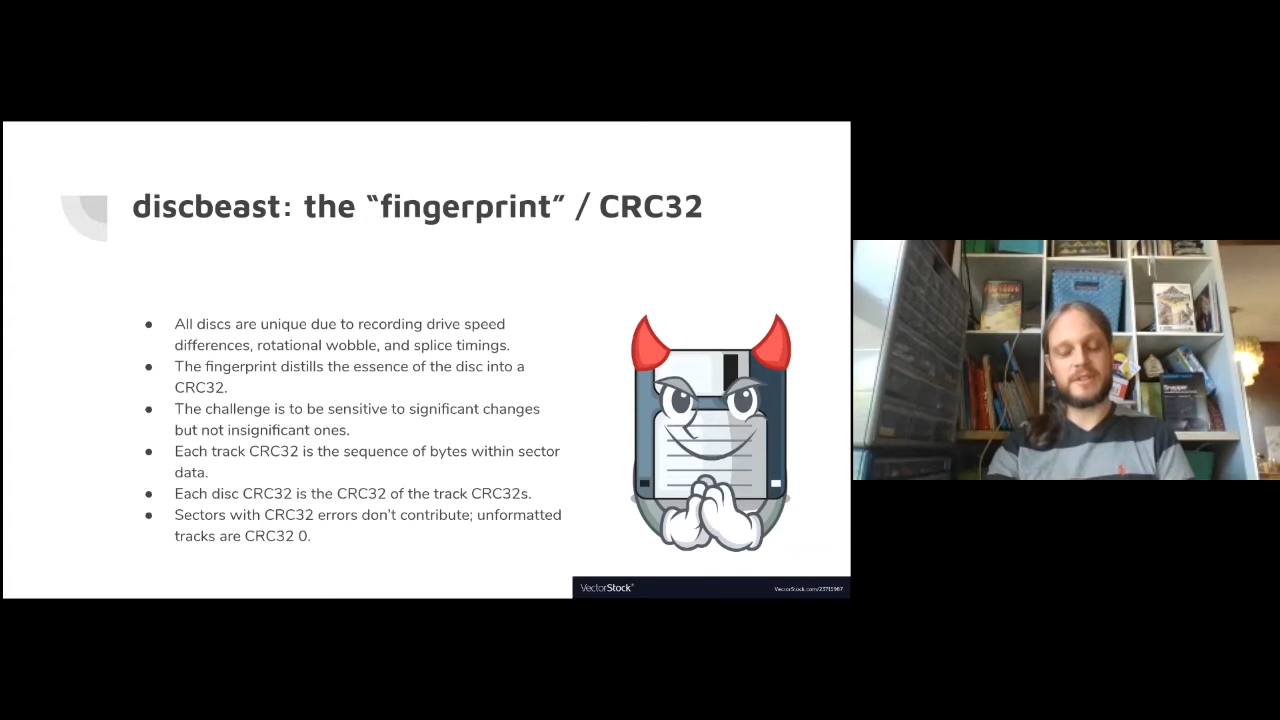 discbeast: the “fingerprint” / CRC32
● All discs are unique due to recording drive speed
differences, rotational wobble, and splice timings.
● The fingerprint distills the essence of the disc into a
CRC32.
● The challenge is to be sensitive to significant changes
but not insignificant ones.
● Each track CRC32 is the sequence of bytes within sector
data.
● Each disc CRC32 is the CRC32 of the track CRC32s.
● Sectors with CRC32 errors don’t contribute; unformatted
tracks are CRC32 0.
VectorStock®
VectorStock.com/23715987
Snapper